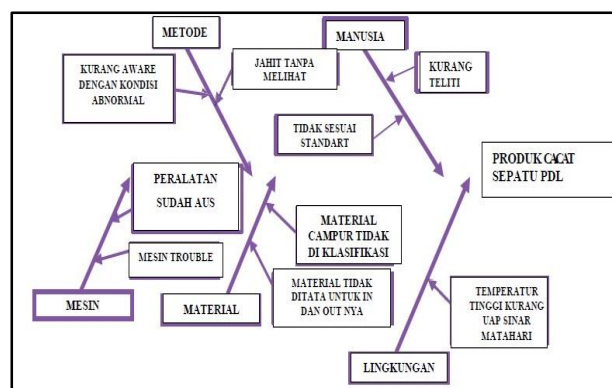 METODE
MANUSIA
KURANG AWARE
DENGAN KONDISI
ABNORMAL
JAHIT TANPA
MELIHAT
KURANG
TELITI
TIDAK SESUAI
STANDART
PRODUK CACAT
SEPATU PDL
PERALATAN
SUDAH AUS
MATERIAL
CAMPUR TIDAK
DI KLASIFIKASI
MESIN TROUBLE
MATERIAL TIDAK
DITATA UNTUK IN
DAN OUT NYA
TEMPERATUR
TINGGI KURANG
UAP SINAR
MATAHARI
MESIN
MATERIAL
LINGKUNGAN